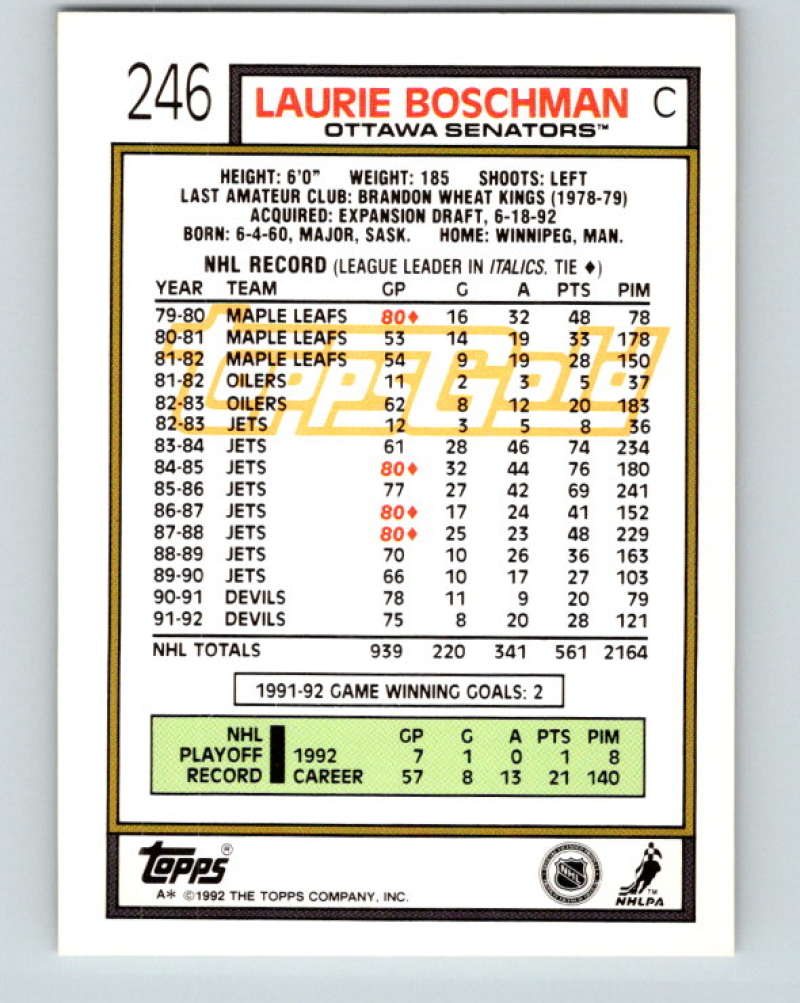 246 LAURIE BOSCHMAN C
OTTAWA SENATORS™
HEIGHT: 6'0" WEIGHT: 185 SHOOTS: LEFT
LAST AMATEUR CLUB: BRANDON WHEAT KINGS (1978-79)
ACQUIRED: EXPANSION DRAFT, 6-18-92
BORN: 6-4-60, MAJOR, SASK. HOME: WINNIPEG, MAN.
NHL RECORD (LEAGUE LEADER IN ITALICS. TIE ♦)
YEAR TEAM GP G A PTS PIM
79-80 MAPLE LEAFS 80♦ 16 32 48 78
80-81 MAPLE LEAFS 53 14 19 33 178
81-82 MAPLE LEAFS 54 9 19 28 150
81-82 OILERS 11 2 3 5 37
82-83 OILERS 62 8 12 20 183
82-83 JETS 12 3 5 8 36
83-84 JETS 61 28 46 74 234
84-85 JETS 80♦ 32 44 76 180
85-86 JETS 77 27 42 69 241
86-87 JETS 80♦ 17 24 41 152
87-88 JETS 80♦ 25 23 48 229
88-89 JETS 70 10 26 36 163
89-90 JETS 66 10 17 27 103
90-91 DEVILS 78 11 9 20 79
91-92 DEVILS 75 8 20 28 121
NHL TOTALS 939 220 341 561 2164
ToppsGold
1991-92 GAME WINNING GOALS: 2
NHL GP G A PTS PIM
PLAYOFF 1992 7 1 0 1 8
RECORD CAREER 57 8 13 21 140
TOPPS®
A* ©1992 THE TOPPS COMPANY, INC.
NHL
™
NHLPA